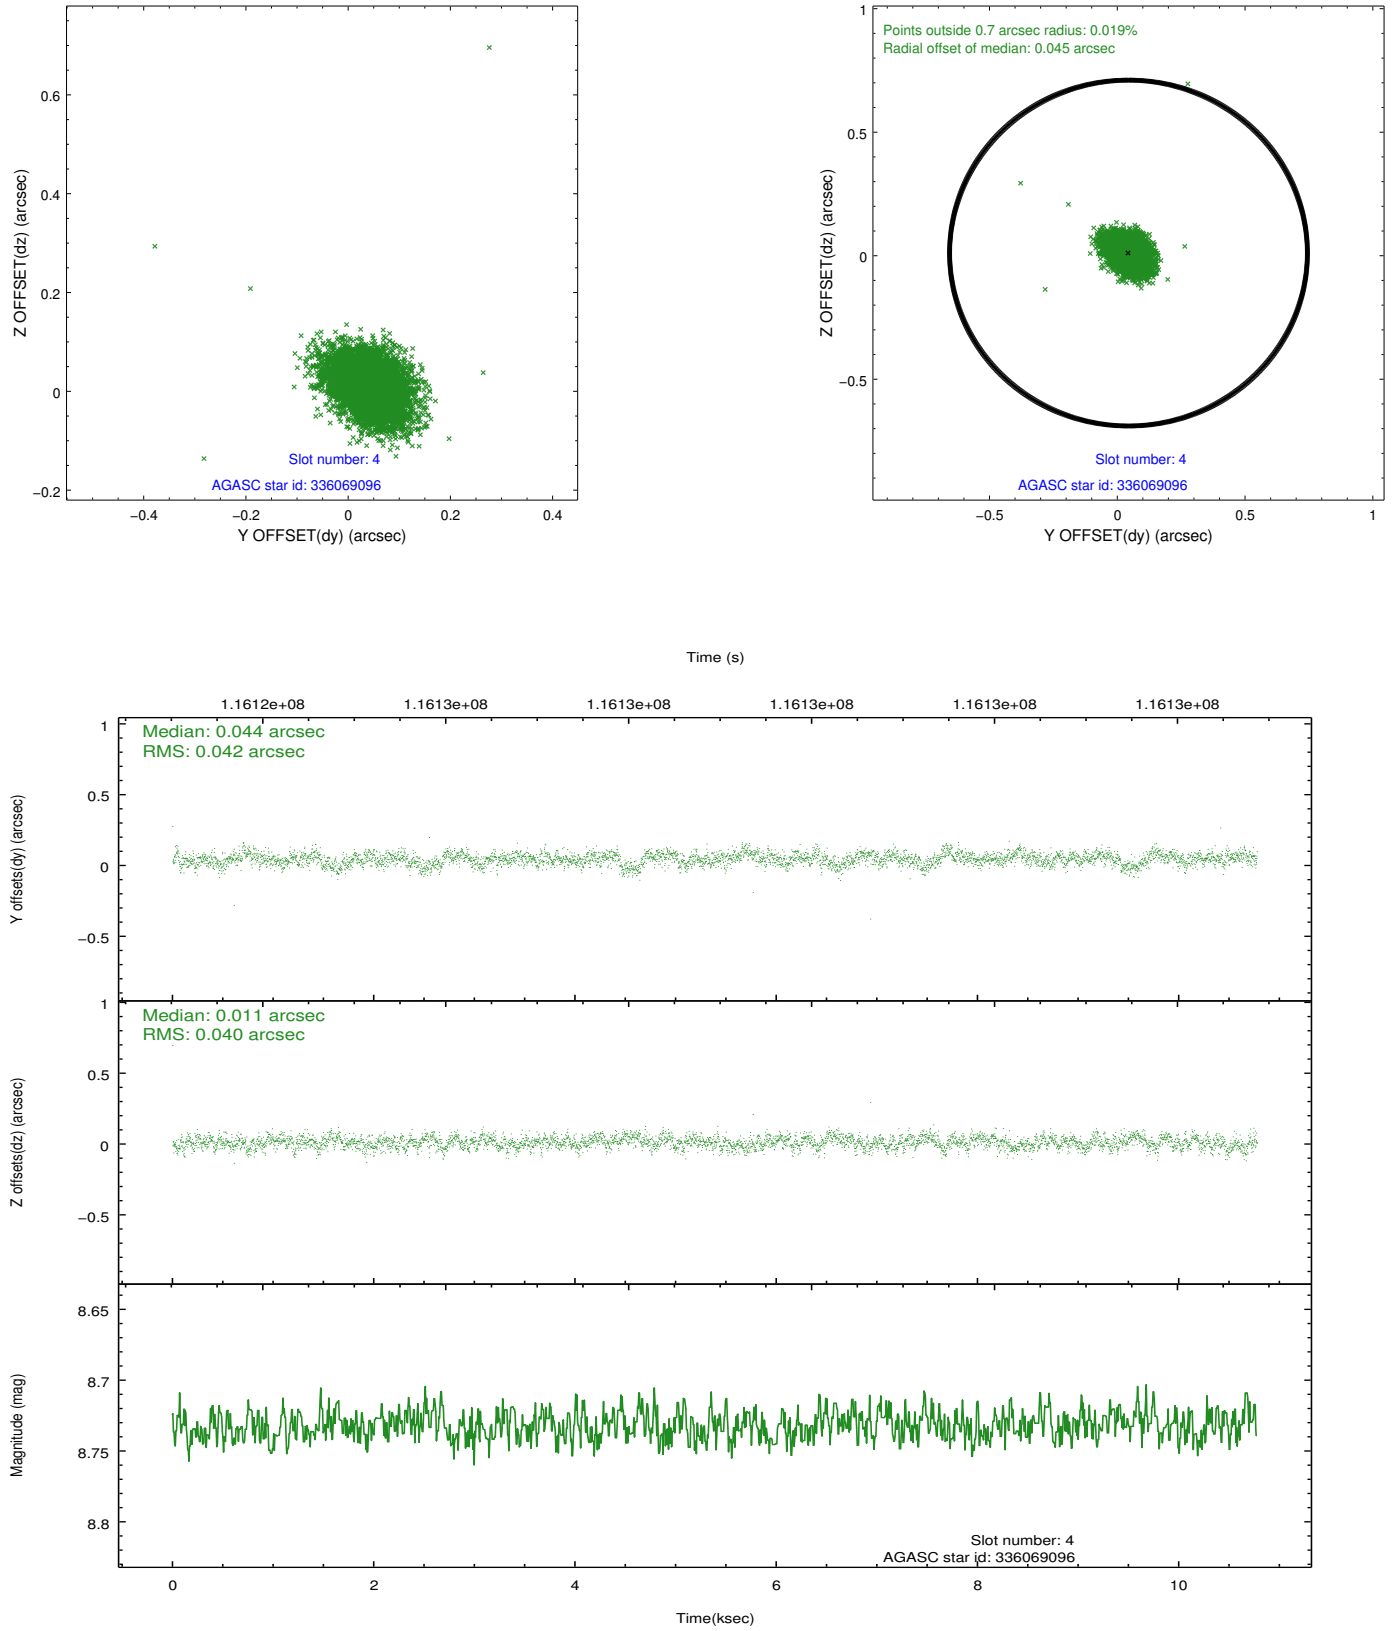 0.6
0.4
0.2
0
−0.2
−0.4
−0.2
0
0.2
0.4
Z OFFSET(dz) (arcsec)
Y OFFSET(dy) (arcsec)
Slot number: 4
AGASC star id: 336069096
Points outside 0.7 arcsec radius: 0.019%
Radial offset of median: 0.045 arcsec
1
0.5
0
−0.5
−0.5
0
0.5
1
Z OFFSET(dz) (arcsec)
Y OFFSET(dy) (arcsec)
Slot number: 4
AGASC star id: 336069096
Time (s)
1.1612e+08
1.1613e+08
1.1613e+08
1.1613e+08
1.1613e+08
1.1613e+08
Median: 0.044 arcsec
RMS: 0.042 arcsec
1
0.5
0
−0.5
Y offsets(dy) (arcsec)
Median: 0.011 arcsec
RMS: 0.040 arcsec
1
0.5
0
−0.5
Z offsets(dz) (arcsec)
8.65
8.7
8.75
8.8
Magnitude (mag)
Slot number: 4
AGASC star id: 336069096
0
2
4
6
8
10
Time(ksec)